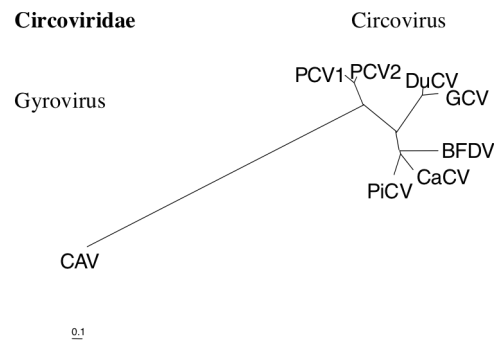 Circoviridae
Circovirus
PCV1
PCV2
DuCV
GCV
Gyrovirus
BFDV
CaCV
PiCV
CAV
0.1